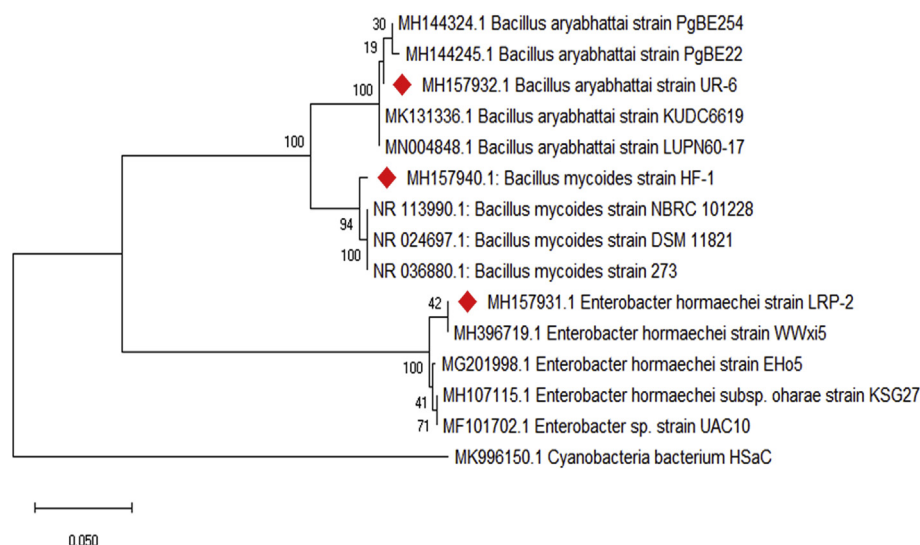 30
MH144324.1 Bacillus aryabhattai strain PgBE254
19
MH144245.1 Bacillus aryabhattai strain PgBE22
100
MH157932.1 Bacillus aryabhattai strain UR-6
MK131336.1 Bacillus aryabhattai strain KUDC6619
100
MN004848.1 Bacillus aryabhattai strain LUPN60-17
MH157940.1: Bacillus mycoides strain HF-1
NR 113990.1: Bacillus mycoides strain NBRC 101228
94
NR 024697.1: Bacillus mycoides strain DSM 11821
100
NR 036880.1: Bacillus mycoides strain 273
42
MH157931.1 Enterobacter hormaechei strain LRP-2
MH396719.1 Enterobacter hormaechei strain WWxi5
100
MG201998.1 Enterobacter hormaechei strain EHo5
41
MH107115.1 Enterobacter hormaechei subsp. oharae strain KSG27
71
MF101702.1 Enterobacter sp. strain UAC10
MK996150.1 Cyanobacteria bacterium HSaC
0.050